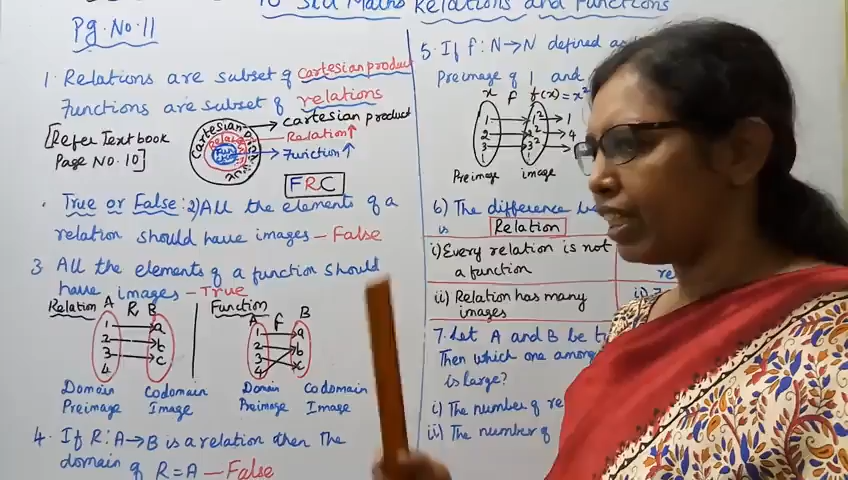 10 Std Maths Relations and Functions
Pg.No.11
1. Relations are subset of cartesian product
Functions are subset of relations
[Refer Textbook
Page No.10]
Cartesian
cartesian product
Relation↑
Function↑
FRC
True or False: 2) All the elements of a
relation should have images - False
3 All the elements of a function should
have images - True
Relation A R B
1 a
2 b
3 c
4
Domain Codomain
Preimage Image
Function A f B
1 a
2 b
3 c
4
Domain Codomain
Preimage Image
4. If R: A→B is a relation then the
domain of R = A - False
5. If f: N→N defined
Preimage of 1 and
x f f(x) = x²
1 1² 1
2 2² 4
3 3²
Preimage image
6) The difference
is Relation
i) Every relation is not
a function
ii) Relation has many
images
7. Let A and B be
Then which one among
is large?
i) The number of
ii) The number of